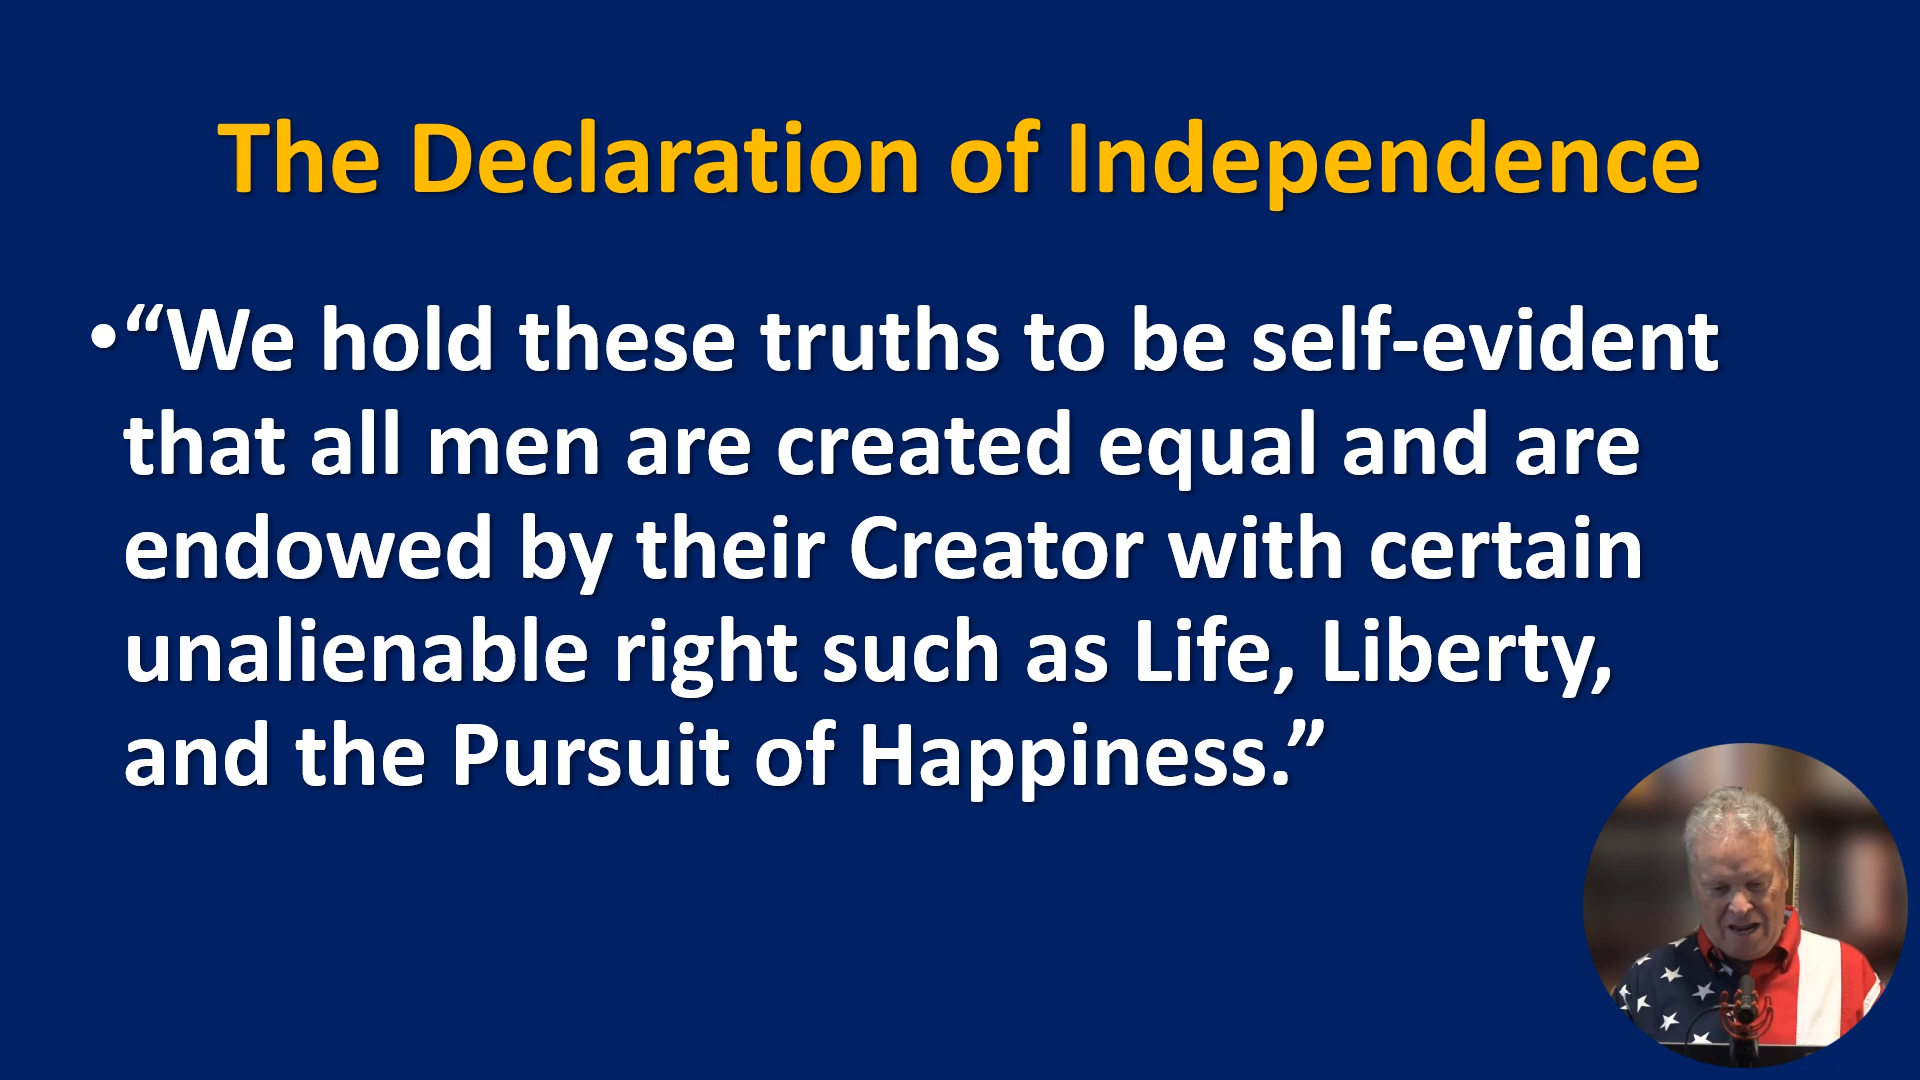 The Declaration of Independence
•“We hold these truths to be self-evident
that all men are created equal and are
endowed by their Creator with certain
unalienable right such as Life, Liberty,
and the Pursuit of Happiness.”